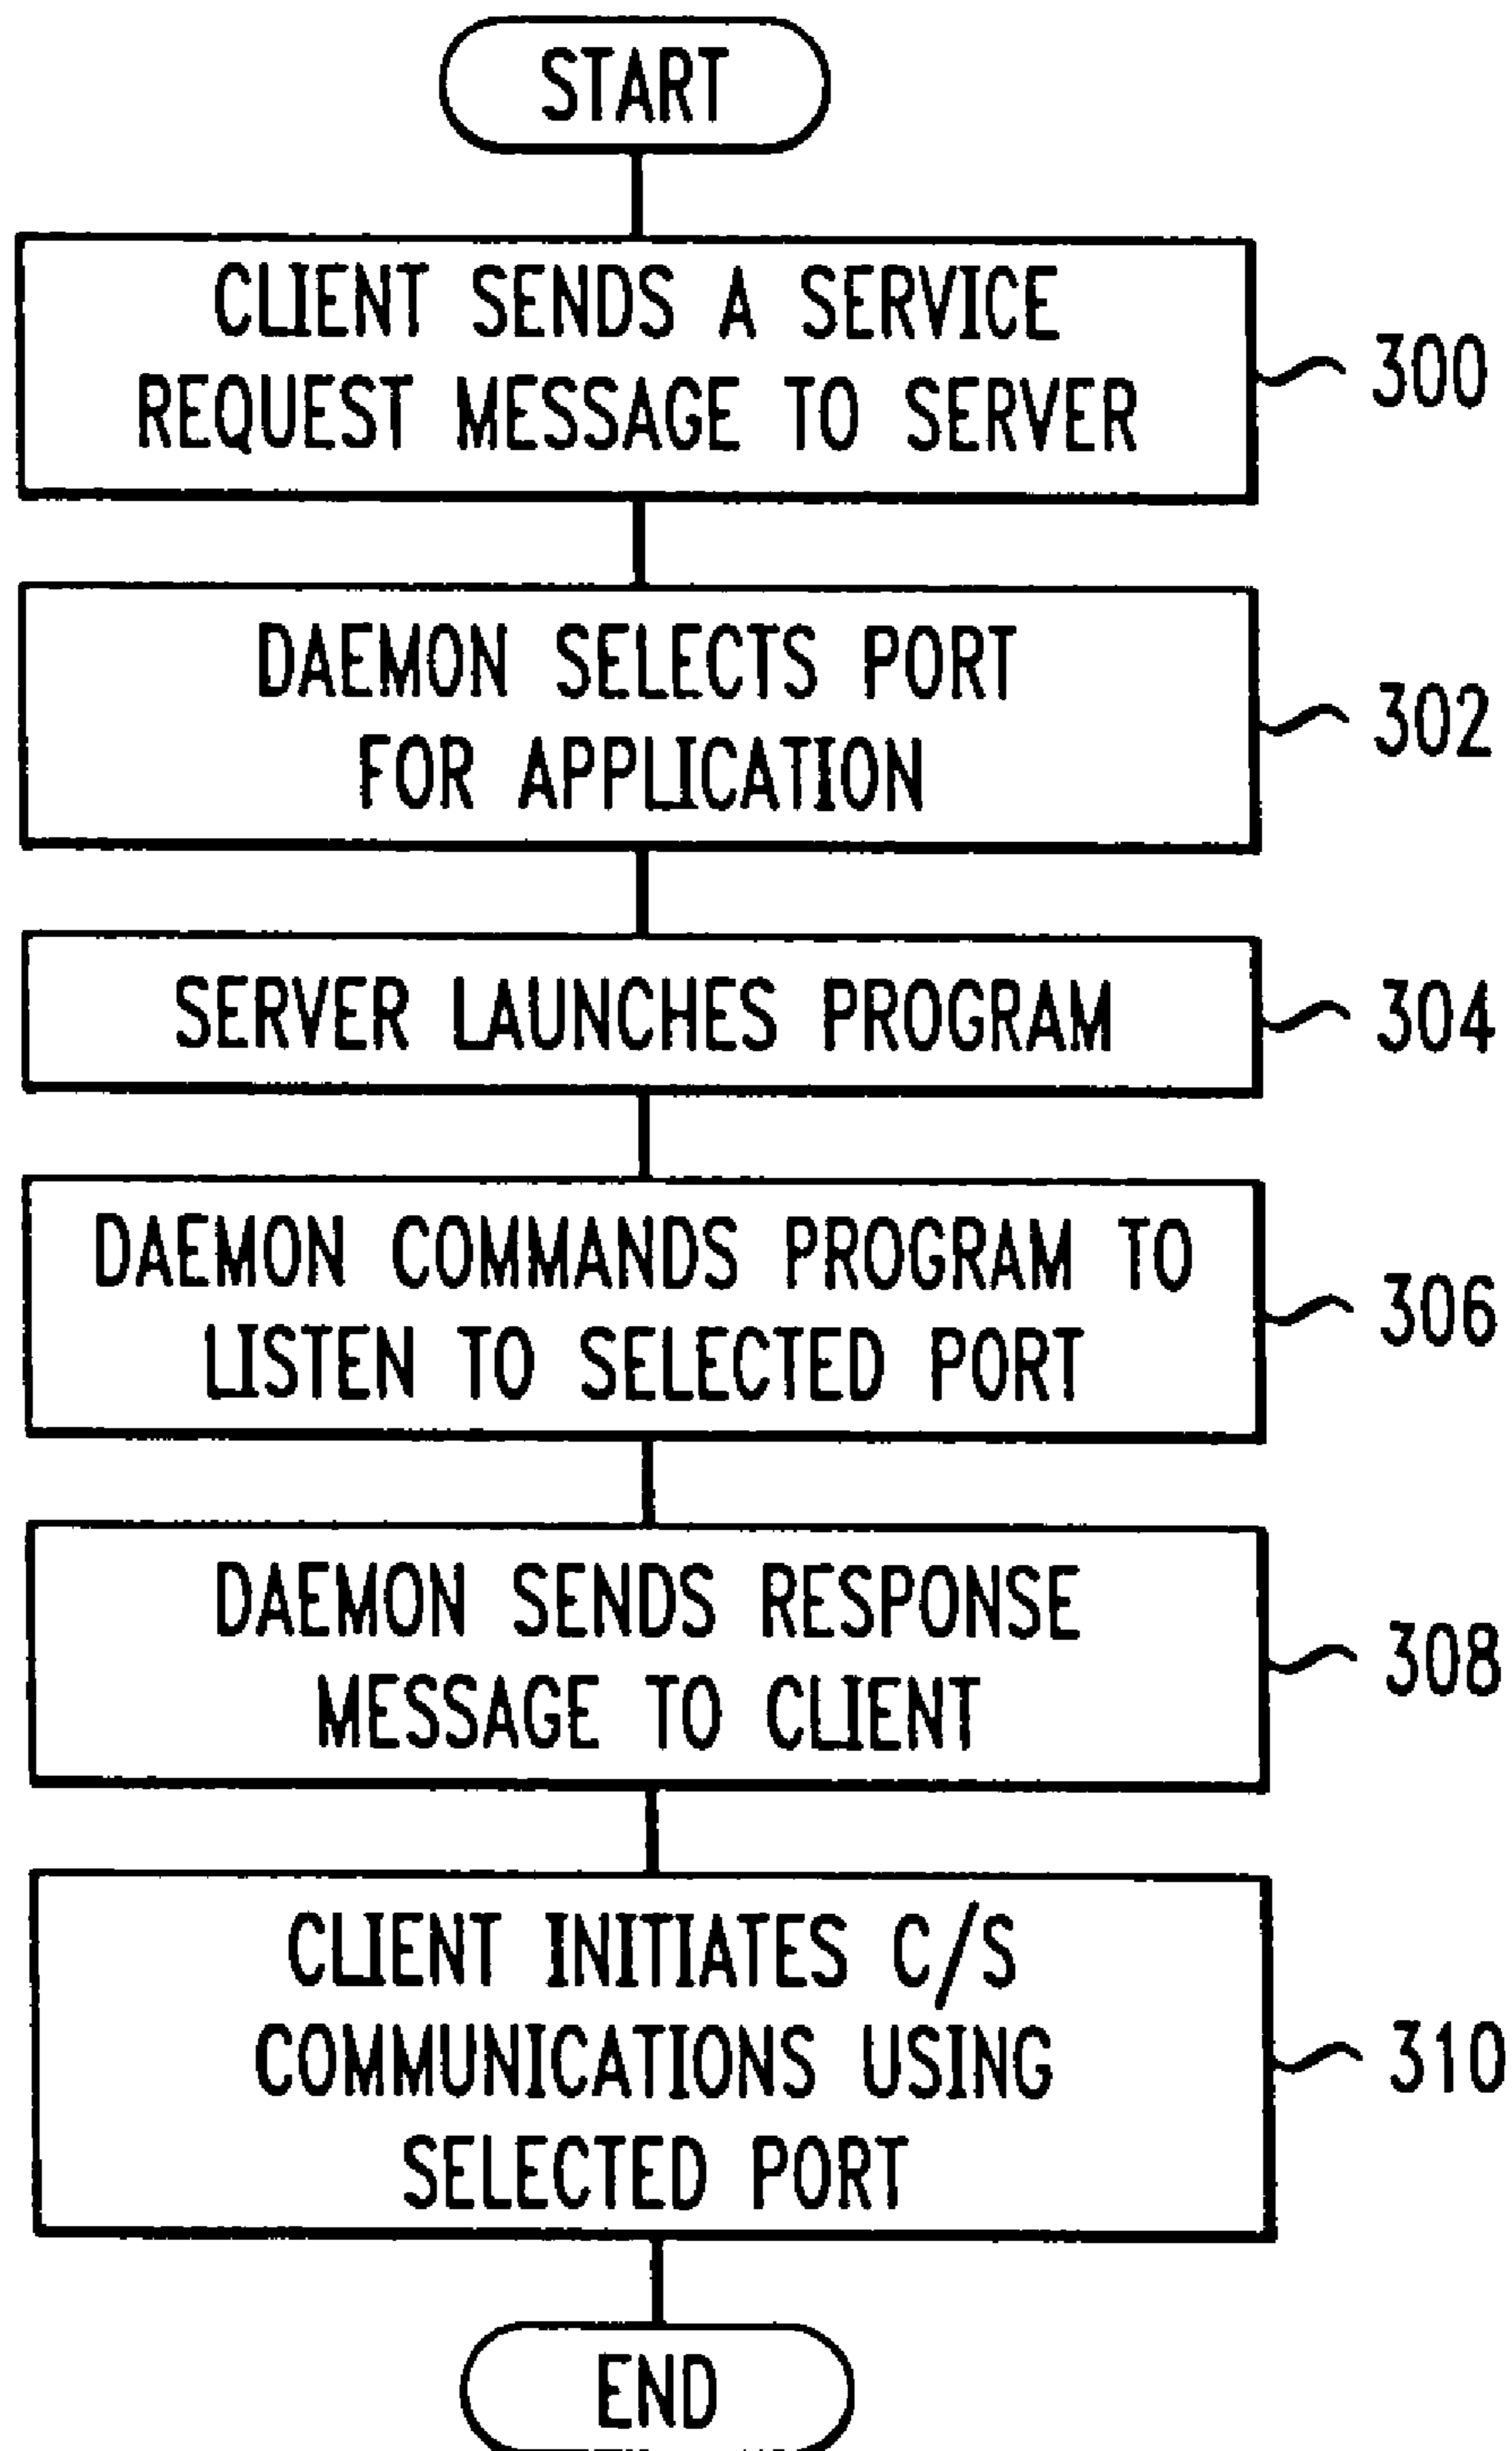 START
CLIENT SENDS A SERVICE
REQUEST MESSAGE TO SERVER
300
DAEMON SELECTS PORT
FOR APPLICATION
302
SERVER LAUNCHES PROGRAM
304
DAEMON COMMANDS PROGRAM TO
LISTEN TO SELECTED PORT
306
DAEMON SENDS RESPONSE
MESSAGE TO CLIENT
308
CLIENT INITIATES C/S
COMMUNICATIONS USING
SELECTED PORT
310
END